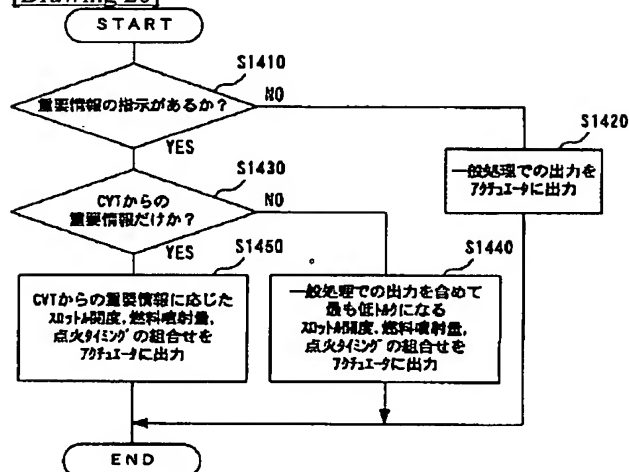 START
S1410
重要情報の指示があるか?
NO
YES
S1420
一般処理での出力を
アクチュエータに出力
S1430
CVTからの
重要情報だけか?
NO
YES
S1450
CVTからの重要情報に応じた
スロットル開度,燃料噴射量,
点火タイミングの組合せを
アクチュエータに出力
S1440
一般処理での出力を含めて
最も低トルクになる
スロットル開度,燃料噴射量,
点火タイミングの組合せを
アクチュエータに出力
END